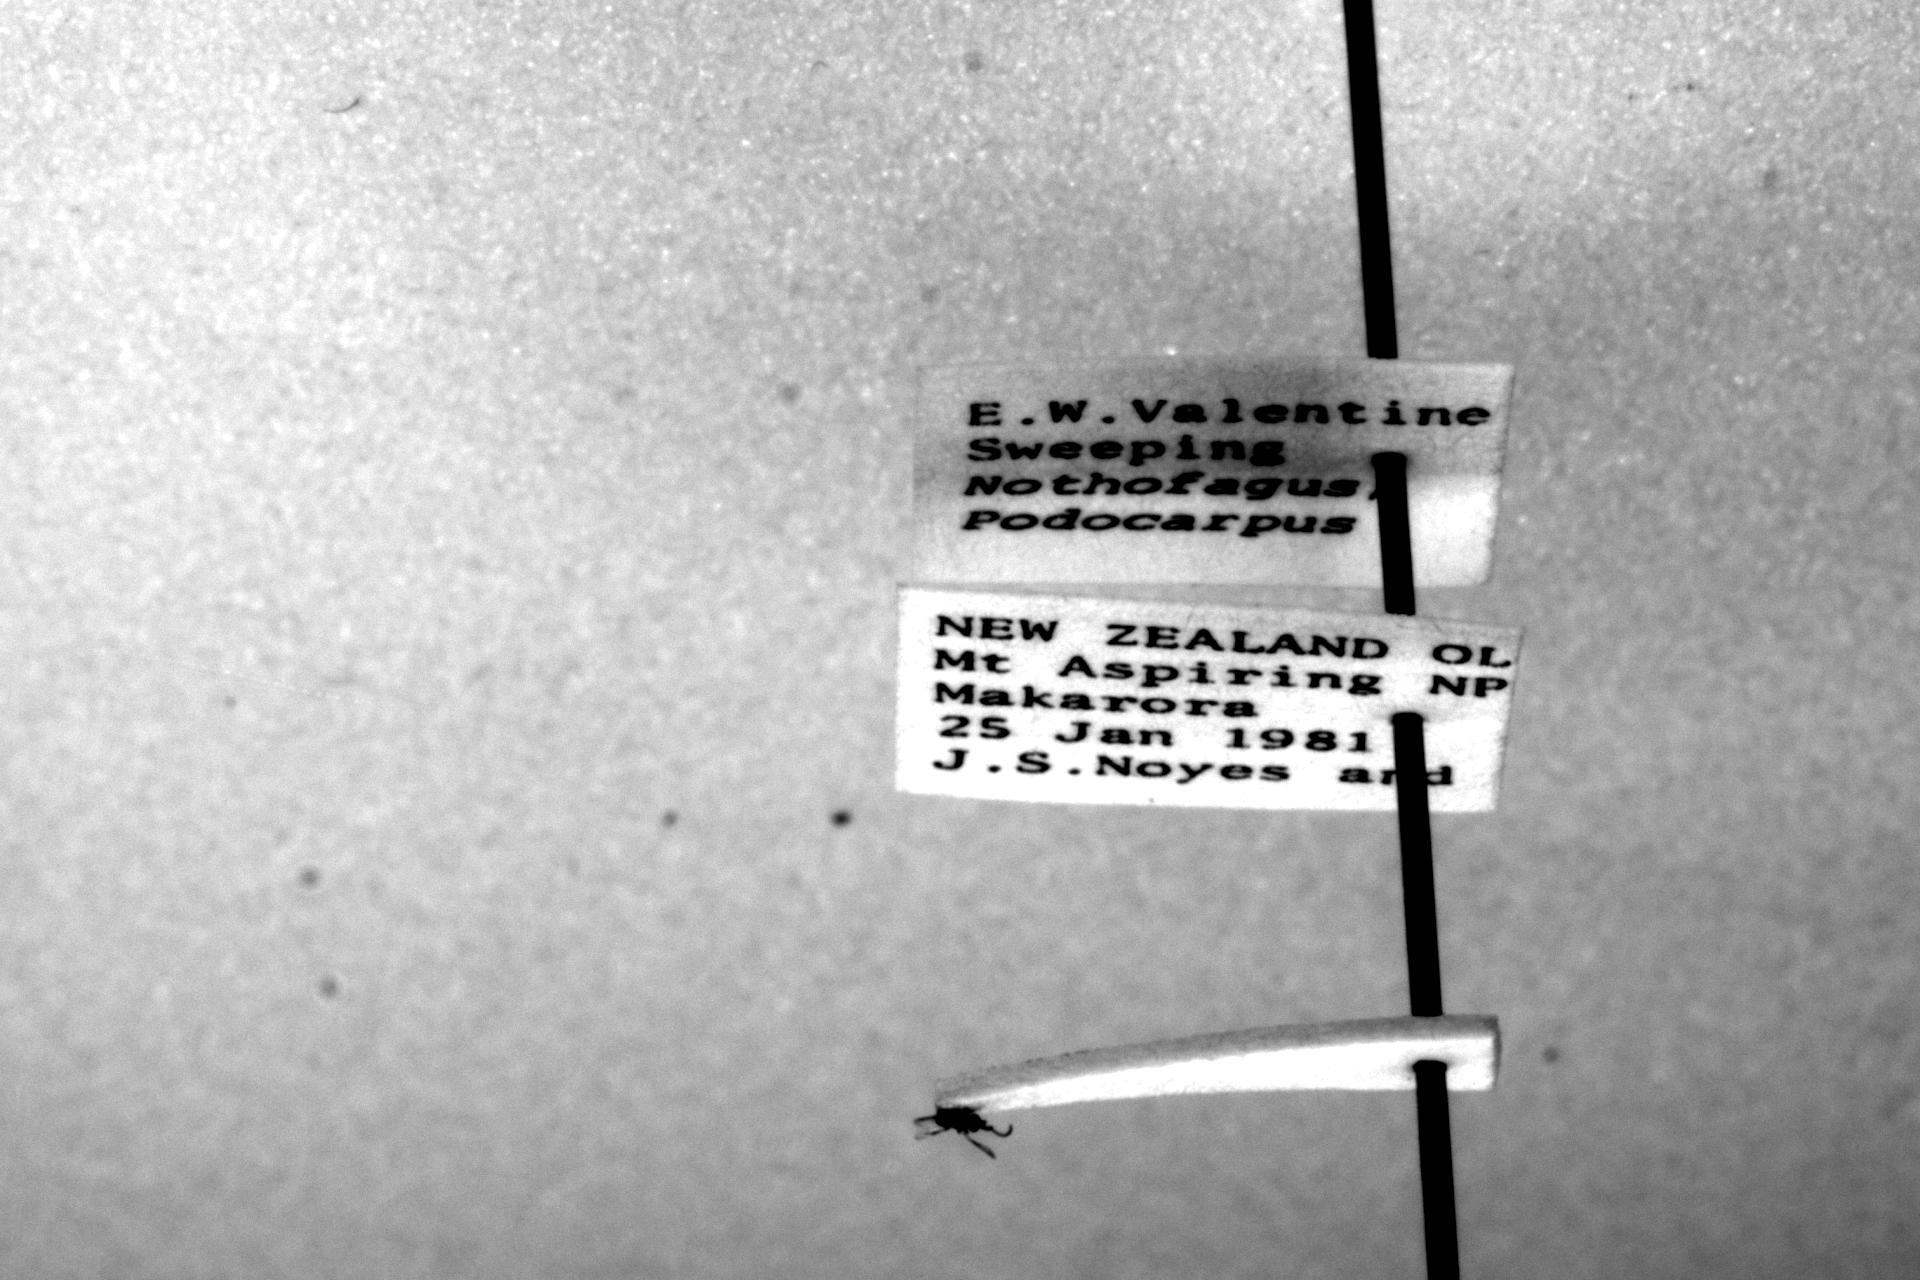 E.W.Valentine
Sweeping
Nothofagus,
Podocarpus
NEW ZEALAND OL
Mt Aspiring NP
Makarora
25 Jan 1981
J.S.Noyes and